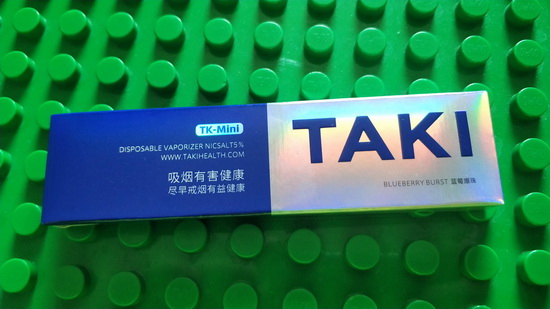 TK-Mini
DISPOSABLE VAPORIZER NICSALT5%
WWW.TAKIHEALTH.COM
吸烟有害健康
尽早戒烟有益健康
TAKI
BLUEBERRY BURST 蓝莓爆珠